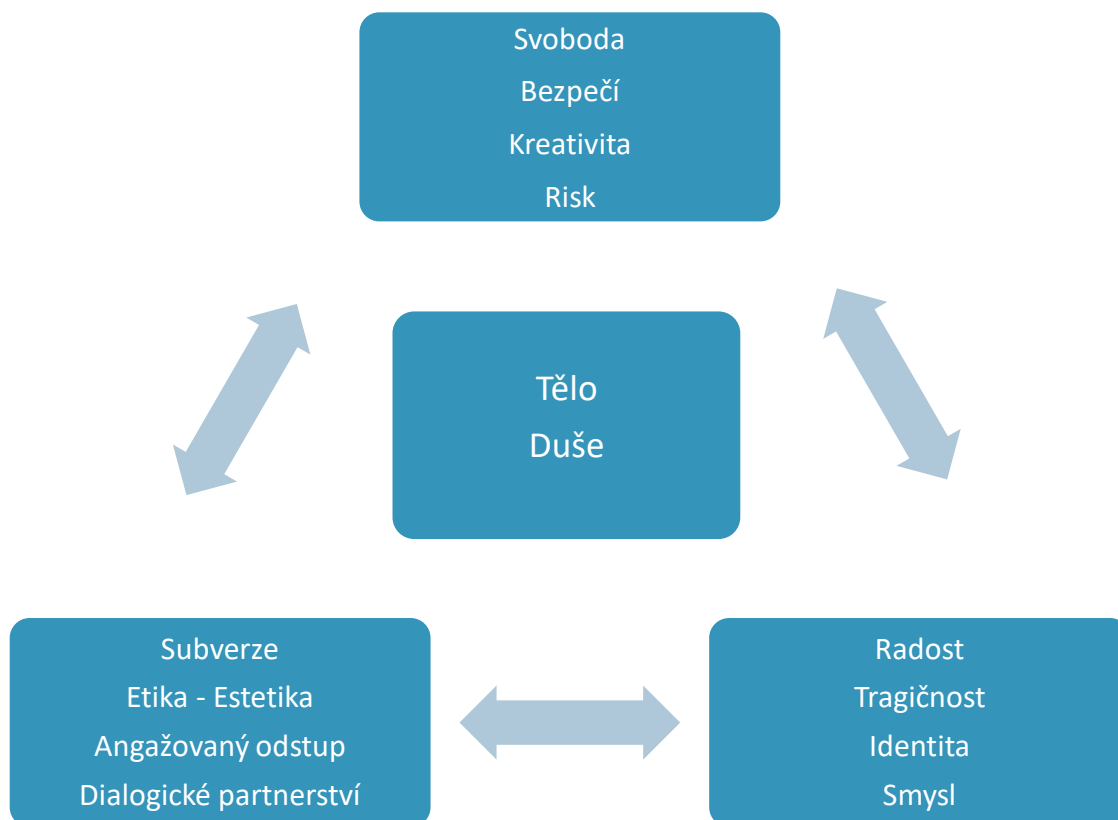 Svoboda
Bezpečí
Kreativita
Risk
Tělo
Duše
Subverze
Etika - Estetika
Angažovaný odstup
Dialogické partnerství
Radost
Tragičnost
Identita
Smysl